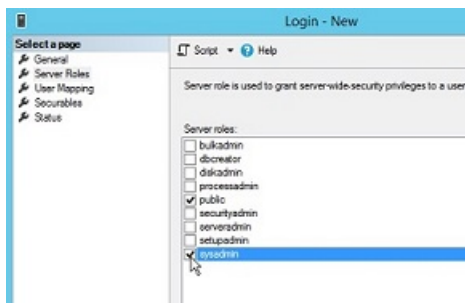 Login - New
Select a page
General
Server Roles
User Mapping
Securables
Status
Script Help
Server role is used to grant server-wide-security privileges to a user
Server roles:
bulkadmin
dbcreator
diskadmin
processadmin
public
securityadmin
serveradmin
setupadmin
sysadmin